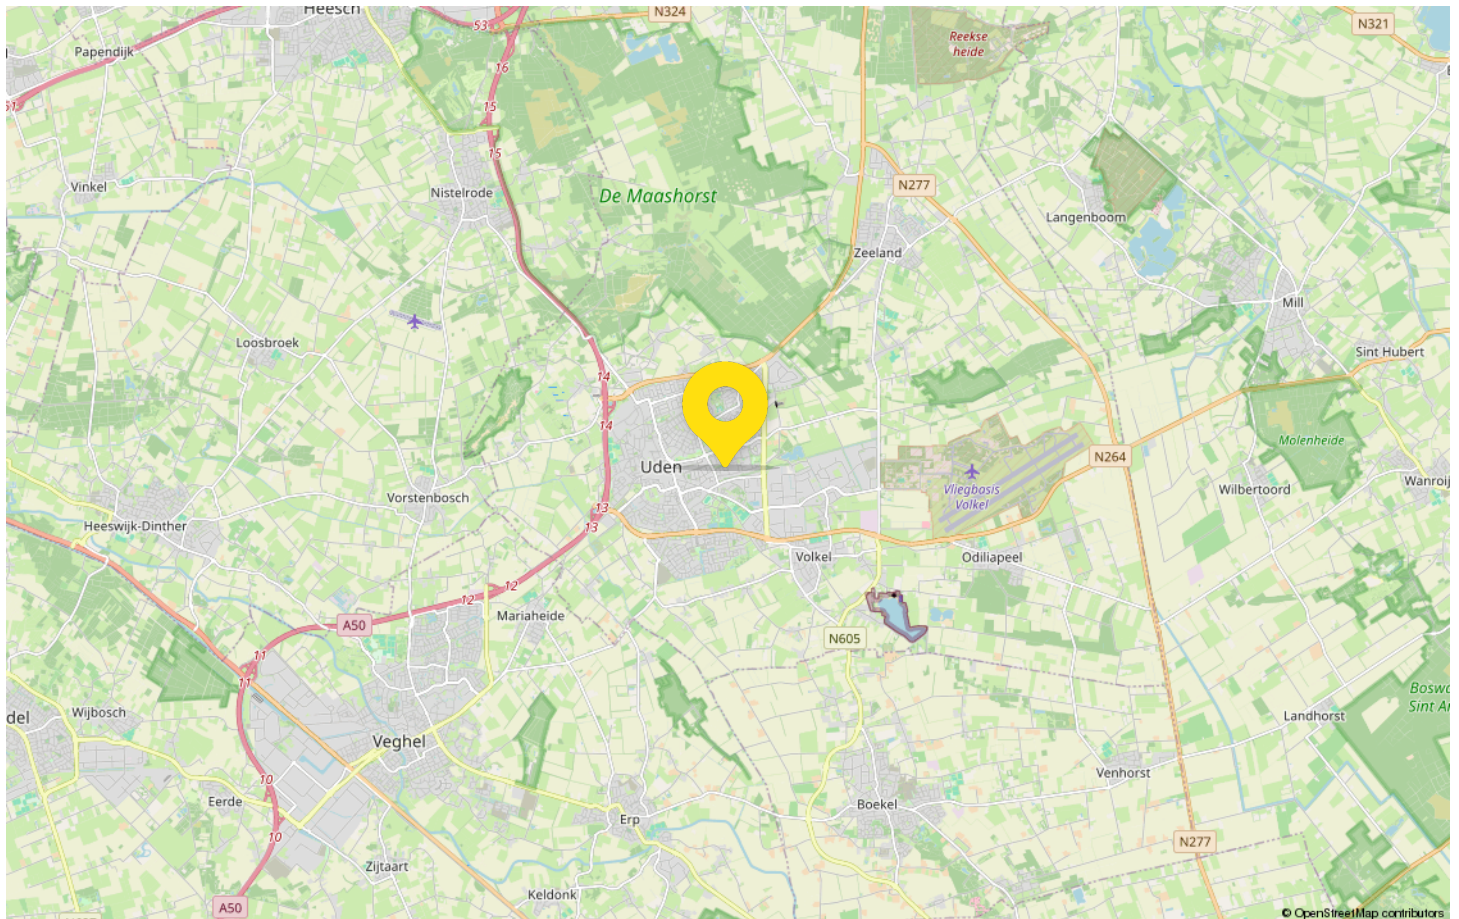 Heesch
N324
53
N321
Papendijk
Reekse
heide
16
51
15
15
Vinkel
Nistelrode
De Maashorst
N277
Langenboom
Zeeland
Mill
Loosbroek
Sint Hubert
14
14
Molenheide
Uden
N264
Vliegbasis
Volkel
Wanroij
Wilbertoord
Vorstenbosch
13
13
Heeswijk-Dinther
Volkel
Odiliapeel
12
12
Mariaheide
A50
N605
11
11
Wijbosch
del
Landhorst
Veghel
Venhorst
10
Eerde
Boekel
Erp
10
N277
Zijtaart
Keldonk
A50
© OpenStreetMap contributors